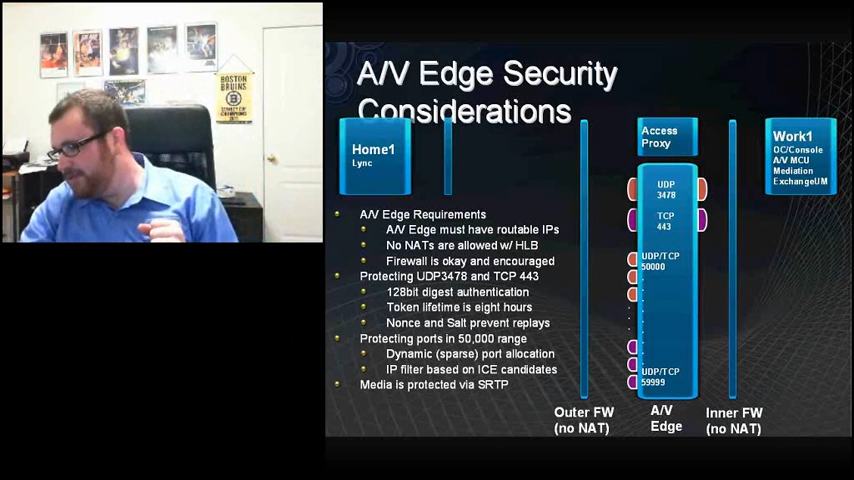 BOSTON
BRUINS
A/V Edge Security
Considerations
Home1
Lync
Access
Proxy
Work1
OC/Console
A/V MCU
Mediation
ExchangeUM
UDP
3478
TCP
443
UDP/TCP
50000
UDP/TCP
59999
A/V Edge Requirements
A/V Edge must have routable IPs
No NATs are allowed w/ HLB
Firewall is okay and encouraged
Protecting UDP3478 and TCP 443
128bit digest authentication
Token lifetime is eight hours
Nonce and Salt prevent replays
Protecting ports in 50,000 range
Dynamic (sparse) port allocation
IP filter based on ICE candidates
Media is protected via SRTP
Outer FW
(no NAT)
A/V
Edge
Inner FW
(no NAT)